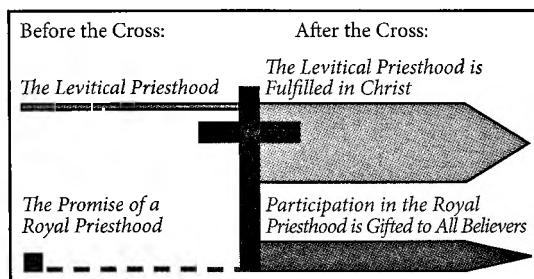 Before the Cross:
After the Cross:
The Levitical Priesthood
The Levitical Priesthood is
Fulfilled in Christ
The Promise of a
Royal Priesthood
Participation in the Royal
Priesthood is Gifted to All Believers